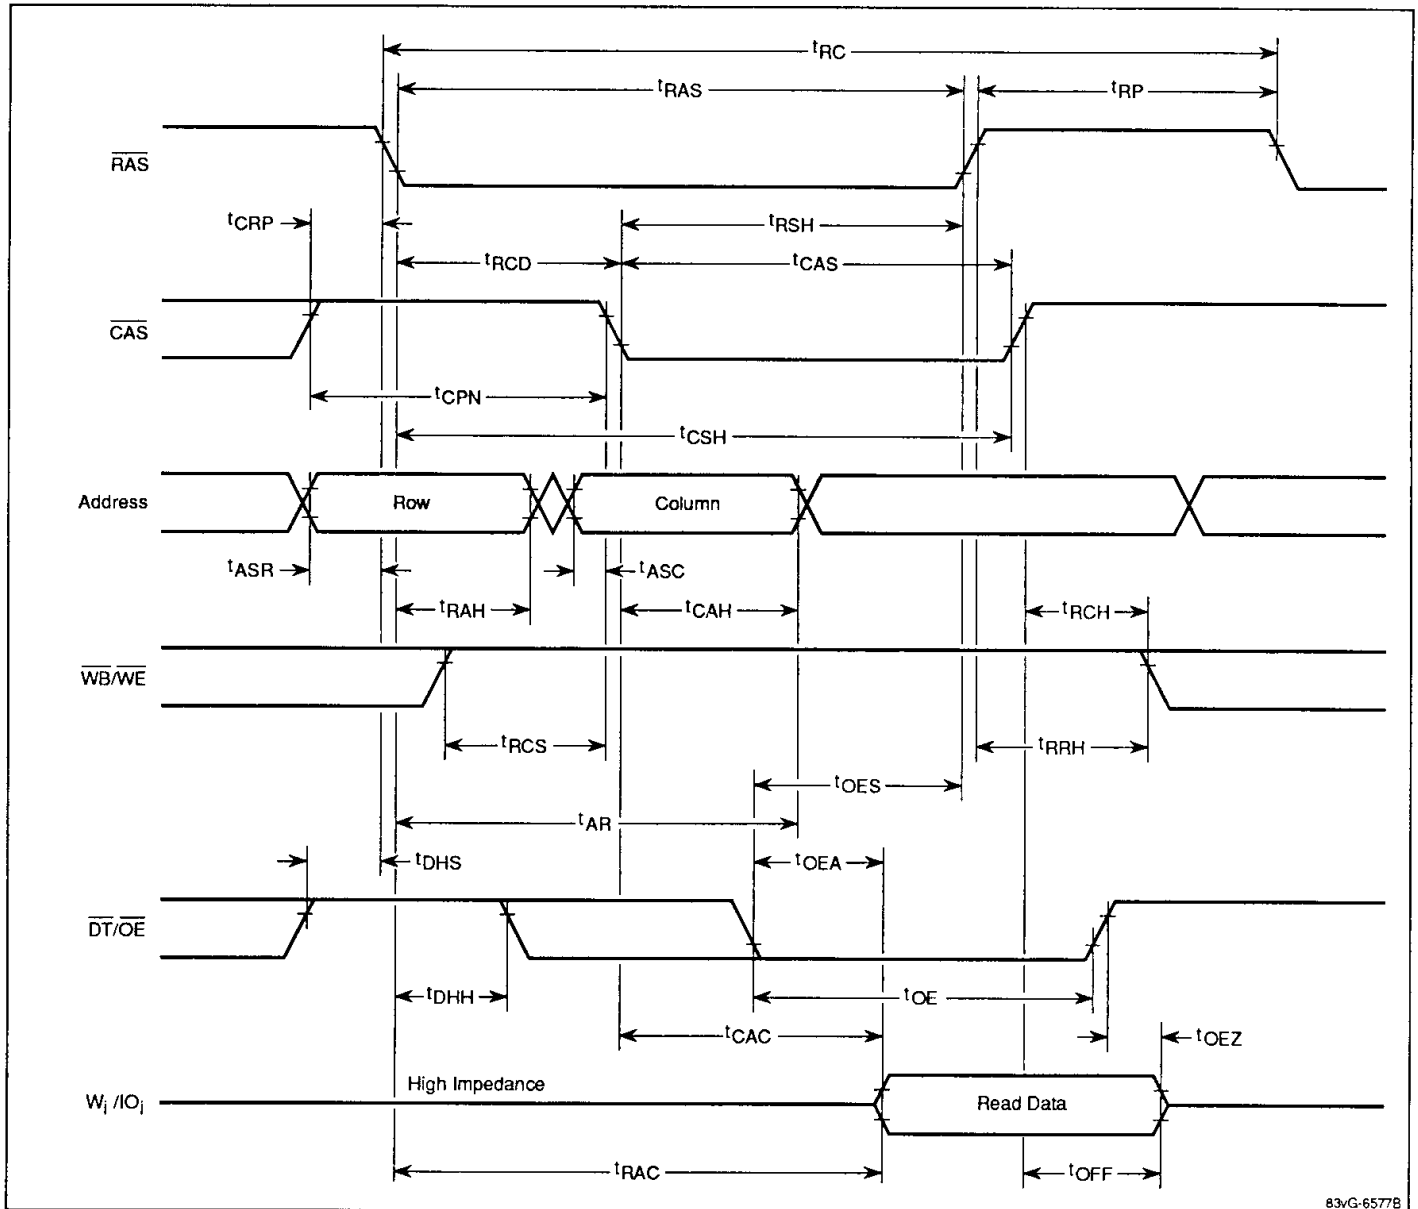 tRC
tRAS
tRP
RAS
tCRP
tRSH
tRCD
tCAS
CAS
tCPN
tCSH
Address
Row
Column
tASR
tASC
tRAH
tCAH
tRCH
WB/WE
tRCS
tRRH
tOES
tAR
tDHS
tOEA
DT/OE
tDHH
tOE
tCAC
tOEZ
High Impedance
Wj /IOj
Read Data
tRAC
tOFF
83vG-6577B